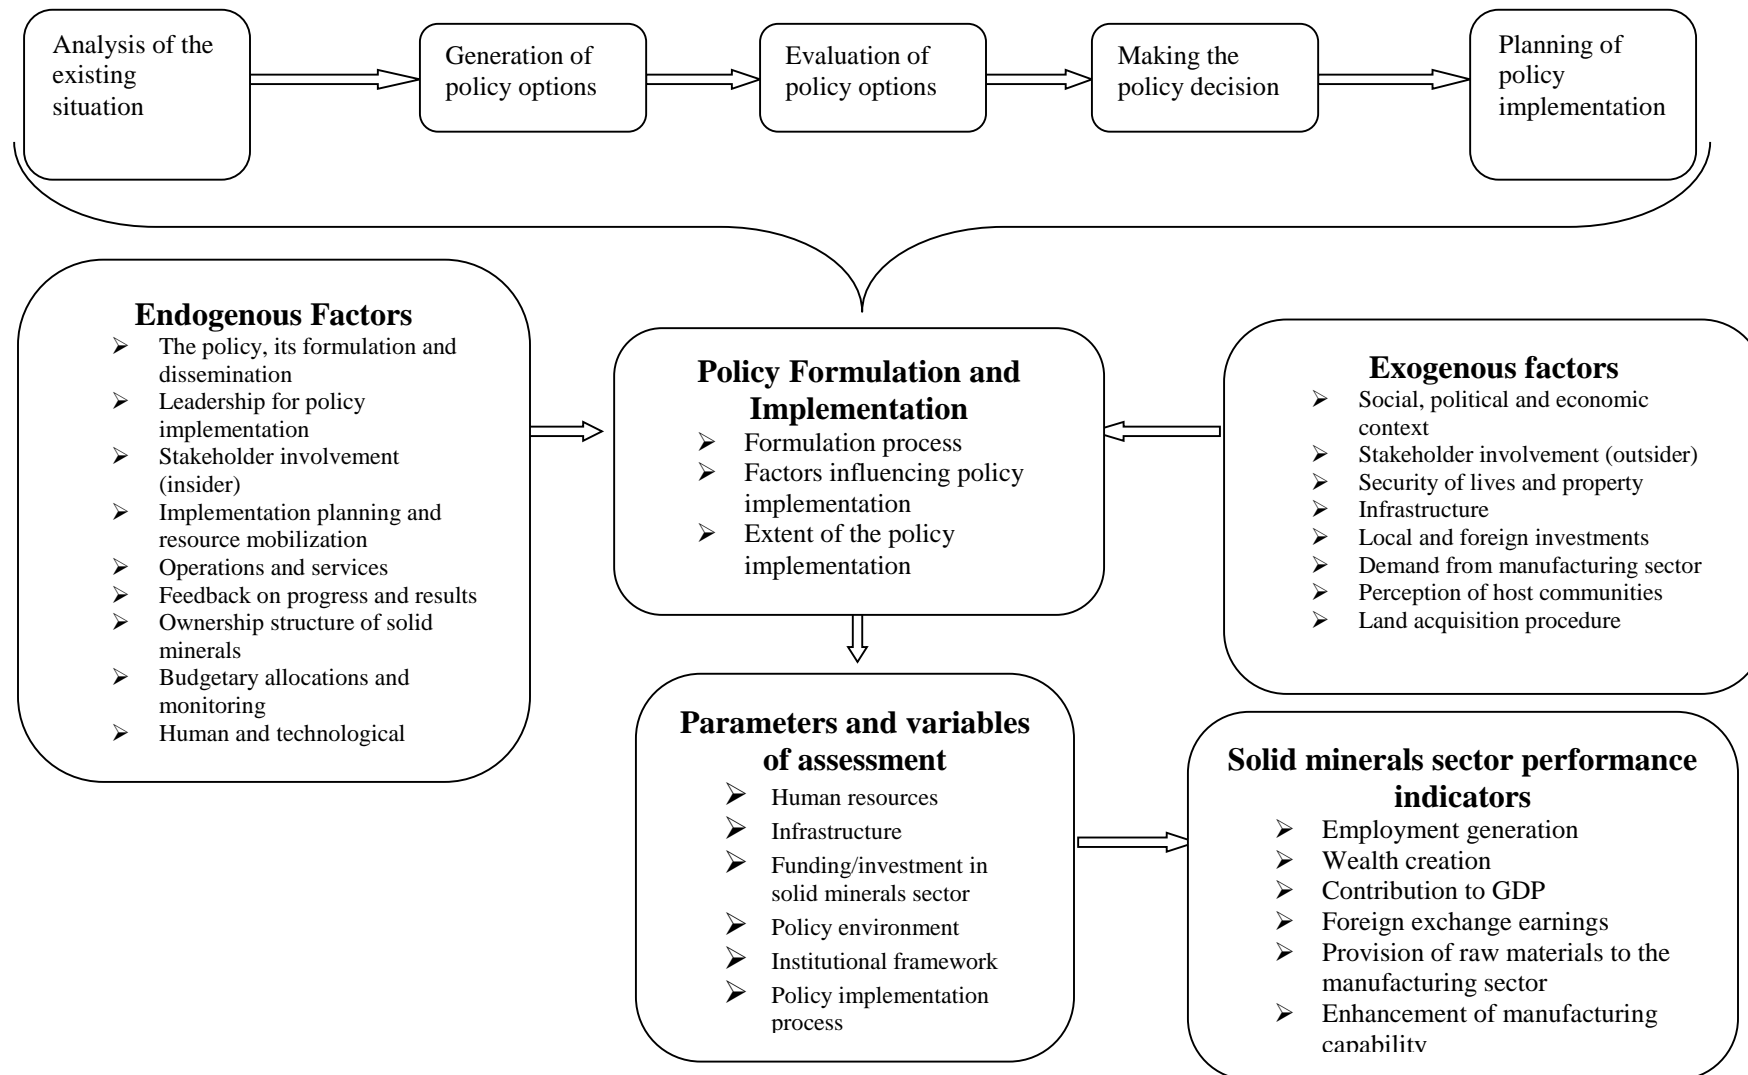 Analysis of the
existing
situation
Generation of
policy options
Evaluation of
policy options
Making the
policy decision
Planning of
policy
implementation
Endogenous Factors
➢ The policy, its formulation and
dissemination
➢ Leadership for policy
implementation
➢ Stakeholder involvement
(insider)
➢ Implementation planning and
resource mobilization
➢ Operations and services
➢ Feedback on progress and results
➢ Ownership structure of solid
minerals
➢ Budgetary allocations and
monitoring
➢ Human and technological
Policy Formulation and
Implementation
➢ Formulation process
➢ Factors influencing policy
implementation
➢ Extent of the policy
implementation
Exogenous factors
➢ Social, political and economic
context
➢ Stakeholder involvement (outsider)
➢ Security of lives and property
➢ Infrastructure
➢ Local and foreign investments
➢ Demand from manufacturing sector
➢ Perception of host communities
➢ Land acquisition procedure
Parameters and variables
of assessment
➢ Human resources
➢ Infrastructure
➢ Funding/investment in
solid minerals sector
➢ Policy environment
➢ Institutional framework
➢ Policy implementation
process
Solid minerals sector performance
indicators
➢ Employment generation
➢ Wealth creation
➢ Contribution to GDP
➢ Foreign exchange earnings
➢ Provision of raw materials to the
manufacturing sector
➢ Enhancement of manufacturing
capability